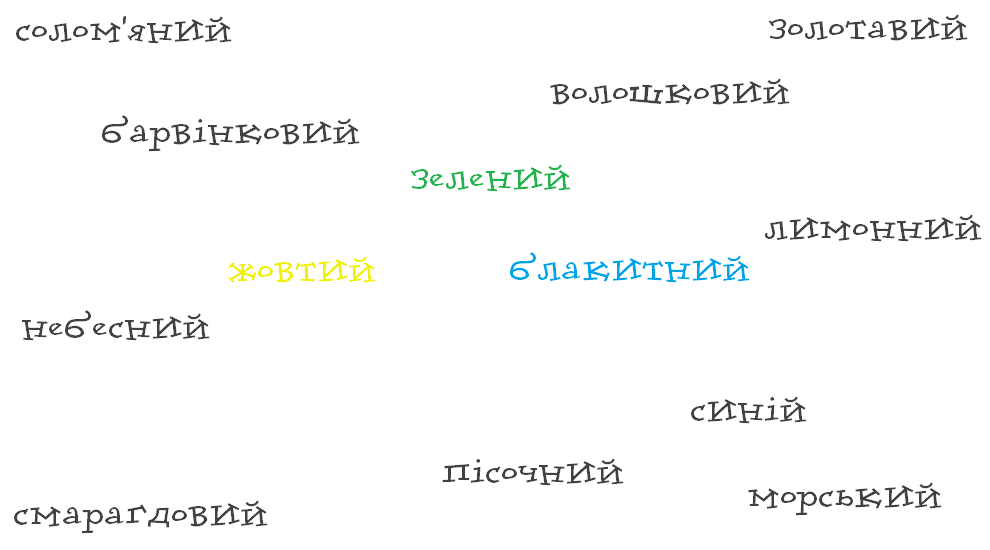 солом'яний
золотавий
волошковий
барвінковий
зелений
лимонний
жовтий
блакитний
небесний
синій
пісочний
морський
смарагдовий